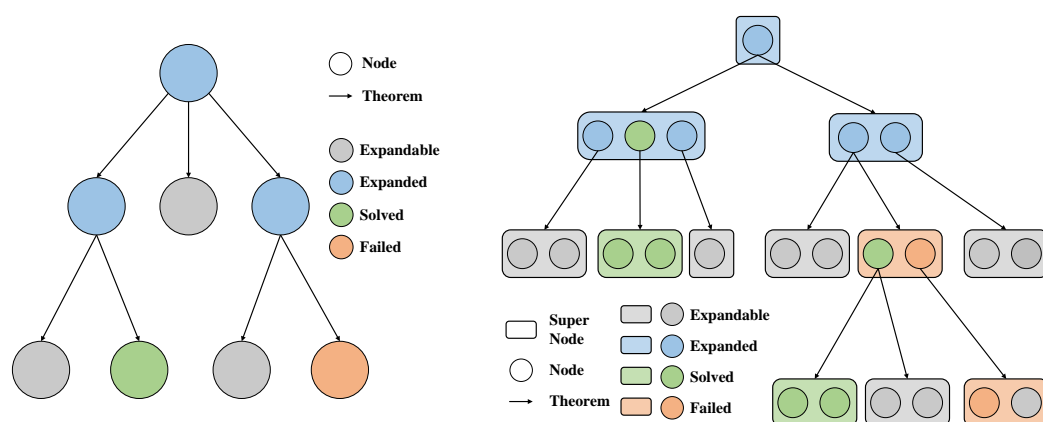 Node
Theorem
Expandable
Expanded
Solved
Failed
Super
Node
Node
Theorem
Expandable
Expanded
Solved
Failed